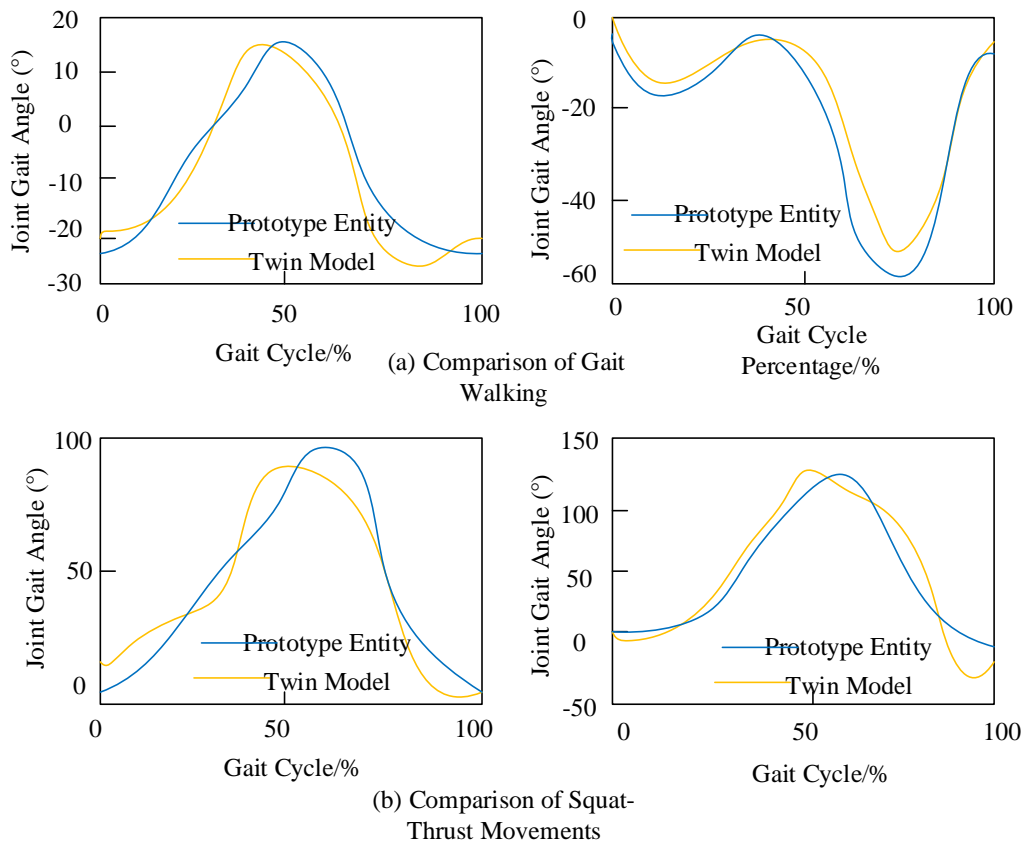 Joint Gait Angle (°)
20
15
0
-10
-20
-30
Prototype Entity
Twin Model
0
50
100
Gait Cycle/%
Joint Gait Angle (°)
0
-20
-40
-60
Prototype Entity
Twin Model
0
50
100
Gait Cycle
Percentage/%
(a) Comparison of Gait
Walking
Joint Gait Angle (°)
100
50
0
Prototype Entity
Twin Model
0
50
100
Gait Cycle/%
Joint Gait Angle (°)
150
100
50
0
-50
Prototype Entity
Twin Model
0
50
100
Gait Cycle/%
(b) Comparison of Squat-
Thrust Movements